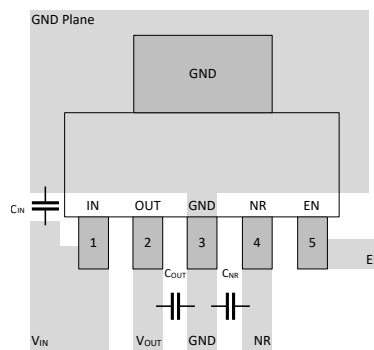 GND Plane
GND
IN OUT GND NR EN
CIN
1 2 3 4 5
E
COUT CNR
VIN VOUT GND NR